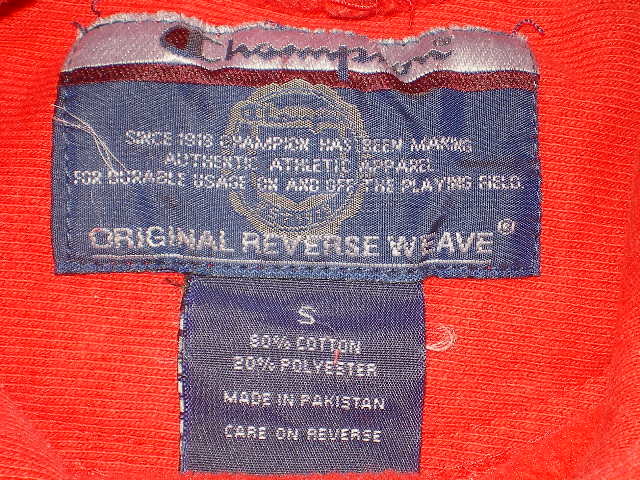 Champion
SINCE 1918 CHAMPION HAS BEEN MAKING
AUTHENTIC ATHLETIC APPAREL
FOR DURABLE USAGE ON AND OFF THE PLAYING FIELD.
ORIGINAL REVERSE WEAVE®
S
80% COTTON
20% POLYESTER
MADE IN PAKISTAN
CARE ON REVERSE